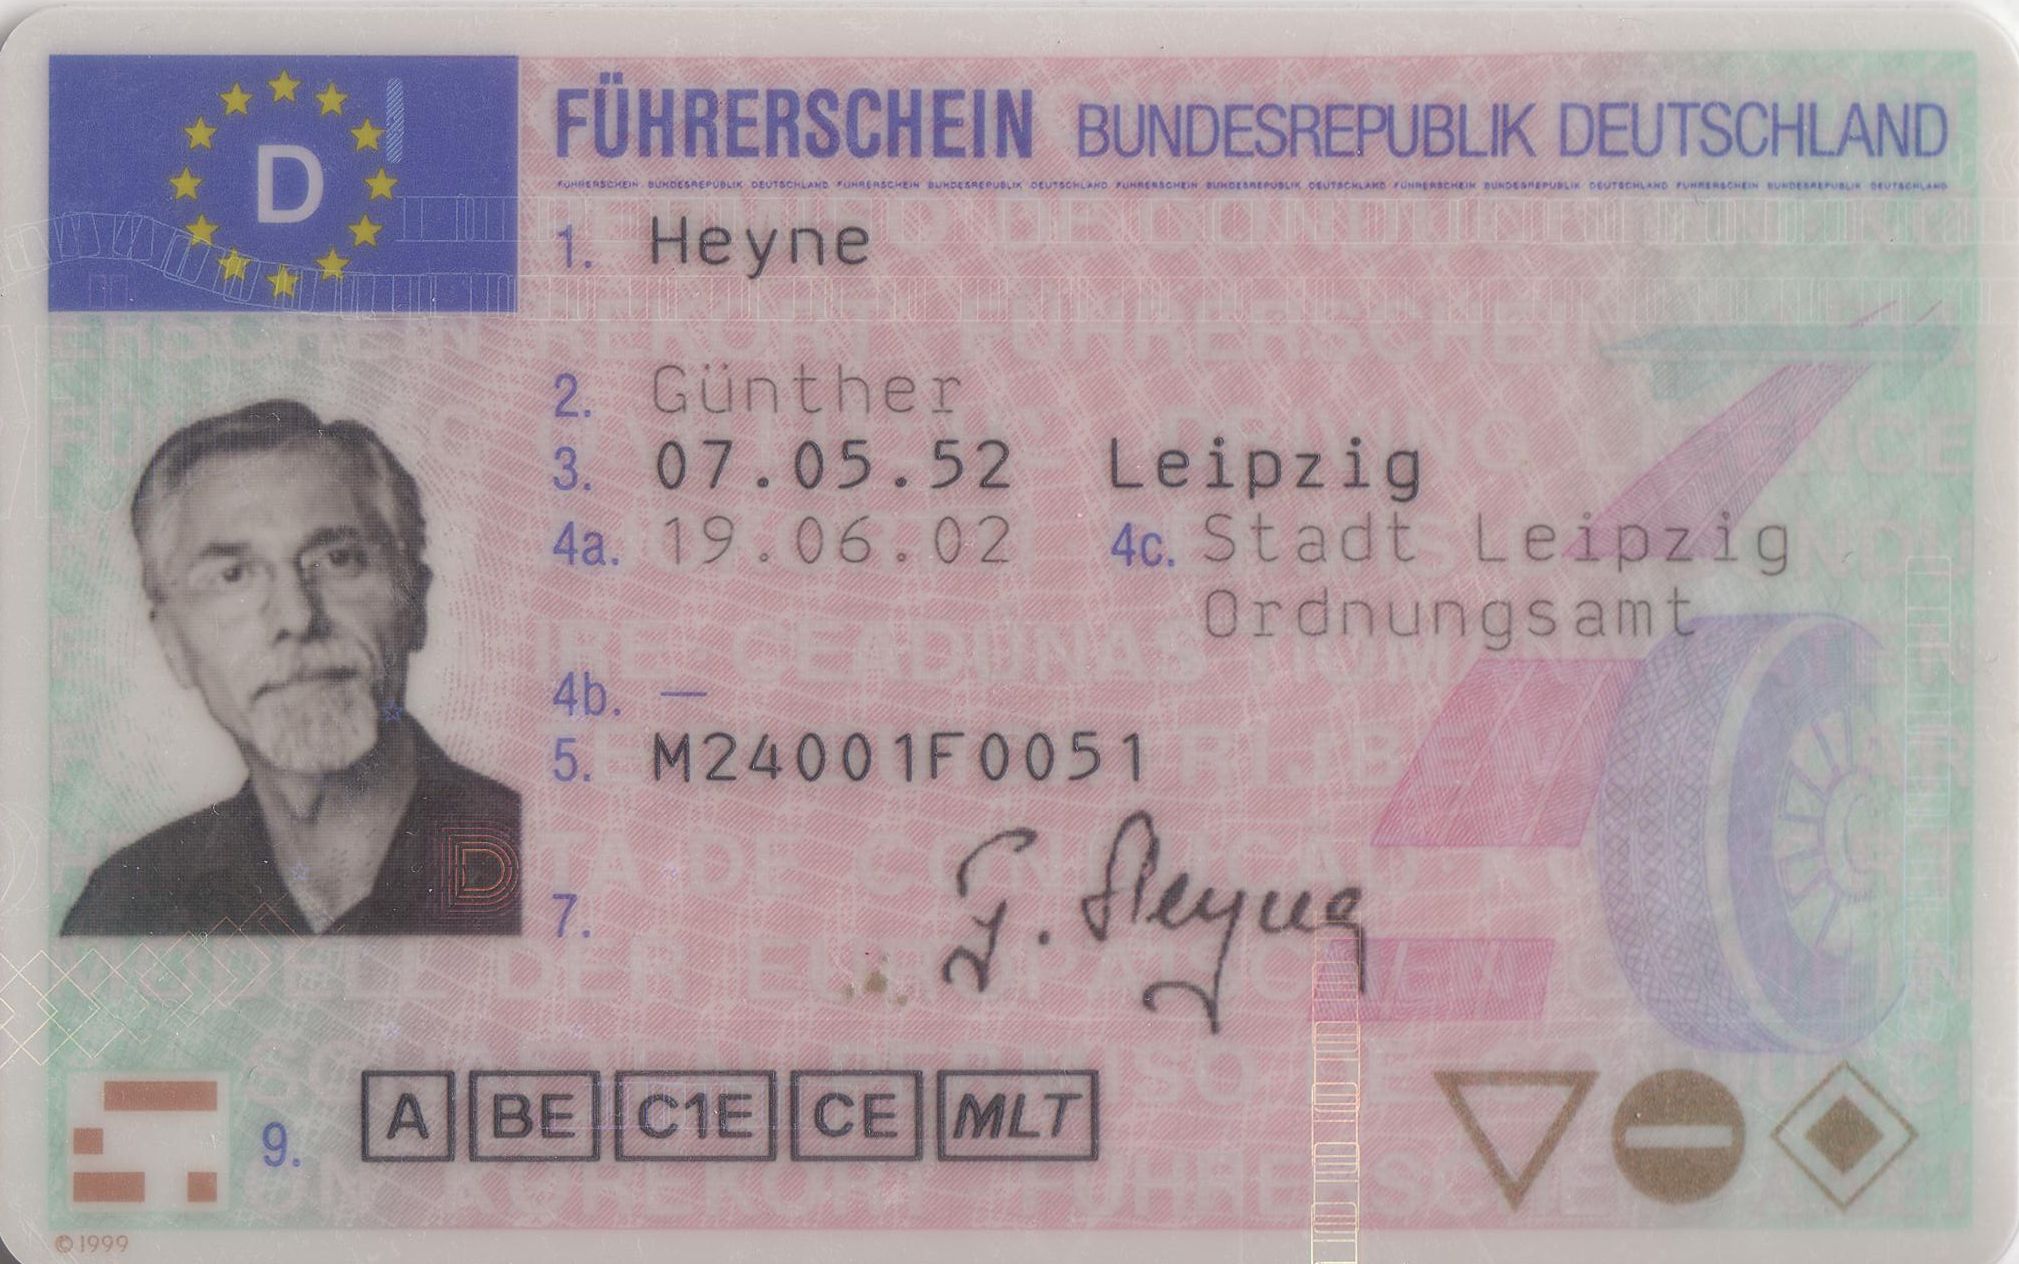 D
FÜHRERSCHEIN BUNDESREPUBLIK DEUTSCHLAND
FÜHRERSCHEIN BUNDESREPUBLIK DEUTSCHLAND FÜHRERSCHEIN BUNDESREPUBLIK DEUTSCHLAND FÜHRERSCHEIN BUNDESREPUBLIK DEUTSCHLAND FÜHRERSCHEIN BUNDESREPUBLIK DEUTSCHLAND FÜHRERSCHEIN BUNDESREPUBLIK DEUTSCHLAND
1. Heyne
2. Günther
3. 07.05.52 Leipzig
4a. 19.06.02 4c. Stadt Leipzig
Ordnungsamt
4b. —
5. M24001F0051
D
7. G. Heyne
9. A BE C1E CE MLT
© 1999